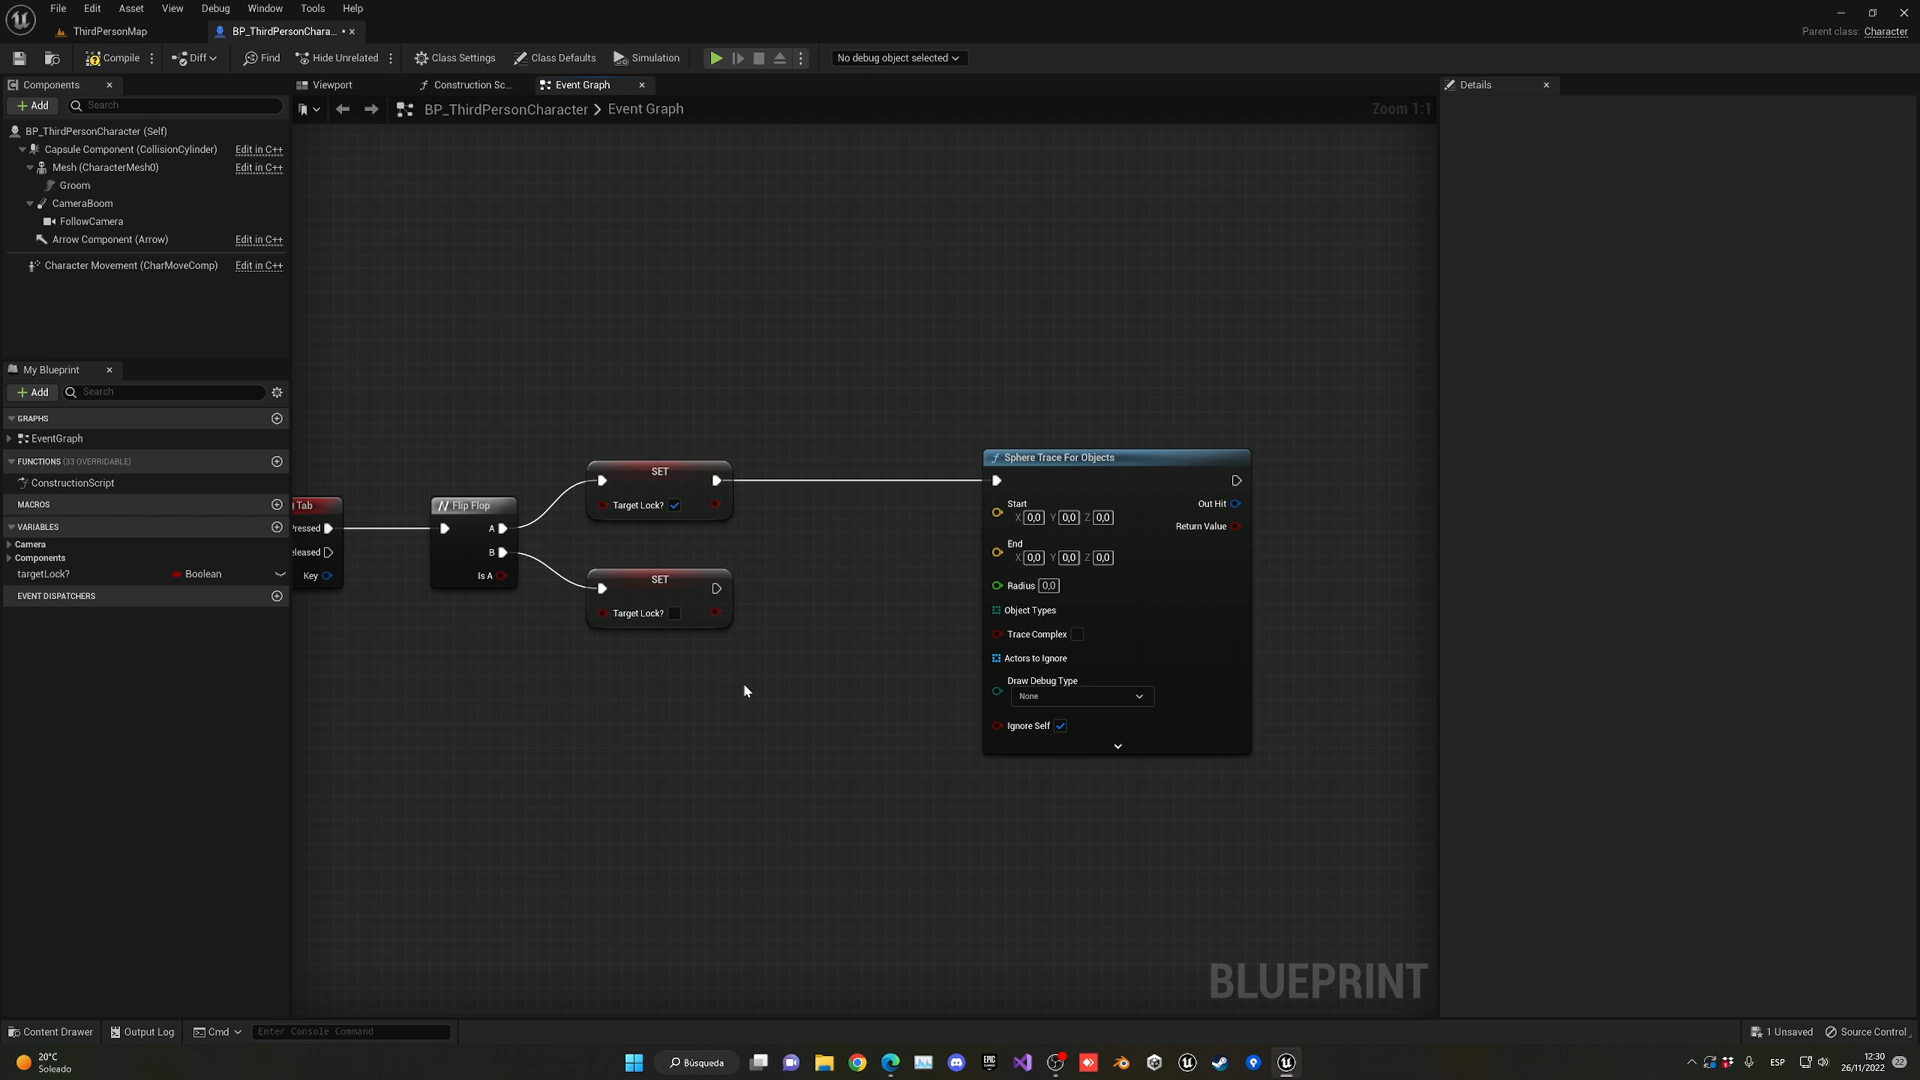 File Edit Asset View Debug Window Tools Help
ThirdPersonMap
BP_ThirdPersonChara... •
Parent class: Character
Compile
Diff
Find
Hide Unrelated
Class Settings
Class Defaults
Simulation
No debug object selected
Components
Add
Search
BP_ThirdPersonCharacter (Self)
Capsule Component (CollisionCylinder) Edit in C++
Mesh (CharacterMesh0) Edit in C++
Groom
CameraBoom
FollowCamera
Arrow Component (Arrow) Edit in C++
Character Movement (CharMoveComp) Edit in C++
My Blueprint
Add
Search
GRAPHS
EventGraph
FUNCTIONS (33 OVERRIDABLE)
ConstructionScript
MACROS
VARIABLES
Camera
Components
targetLock? Boolean
EVENT DISPATCHERS
Viewport
Construction Sc...
Event Graph
BP_ThirdPersonCharacter > Event Graph
Zoom 1:1
Tab
Pressed
eleased
Key
Flip Flop
A
B
Is A
SET
Target Lock?
SET
Target Lock?
Sphere Trace For Objects
Start
X 0,0 Y 0,0 Z 0,0
End
X 0,0 Y 0,0 Z 0,0
Radius 0,0
Object Types
Trace Complex
Actors to Ignore
Draw Debug Type
None
Ignore Self
Out Hit
Return Value
BLUEPRINT
Details
Content Drawer
Output Log
Cmd
Enter Console Command
1 Unsaved
Source Control
20°C
Soleado
Búsqueda
EPIC
ESP
12:30
26/11/2022
22